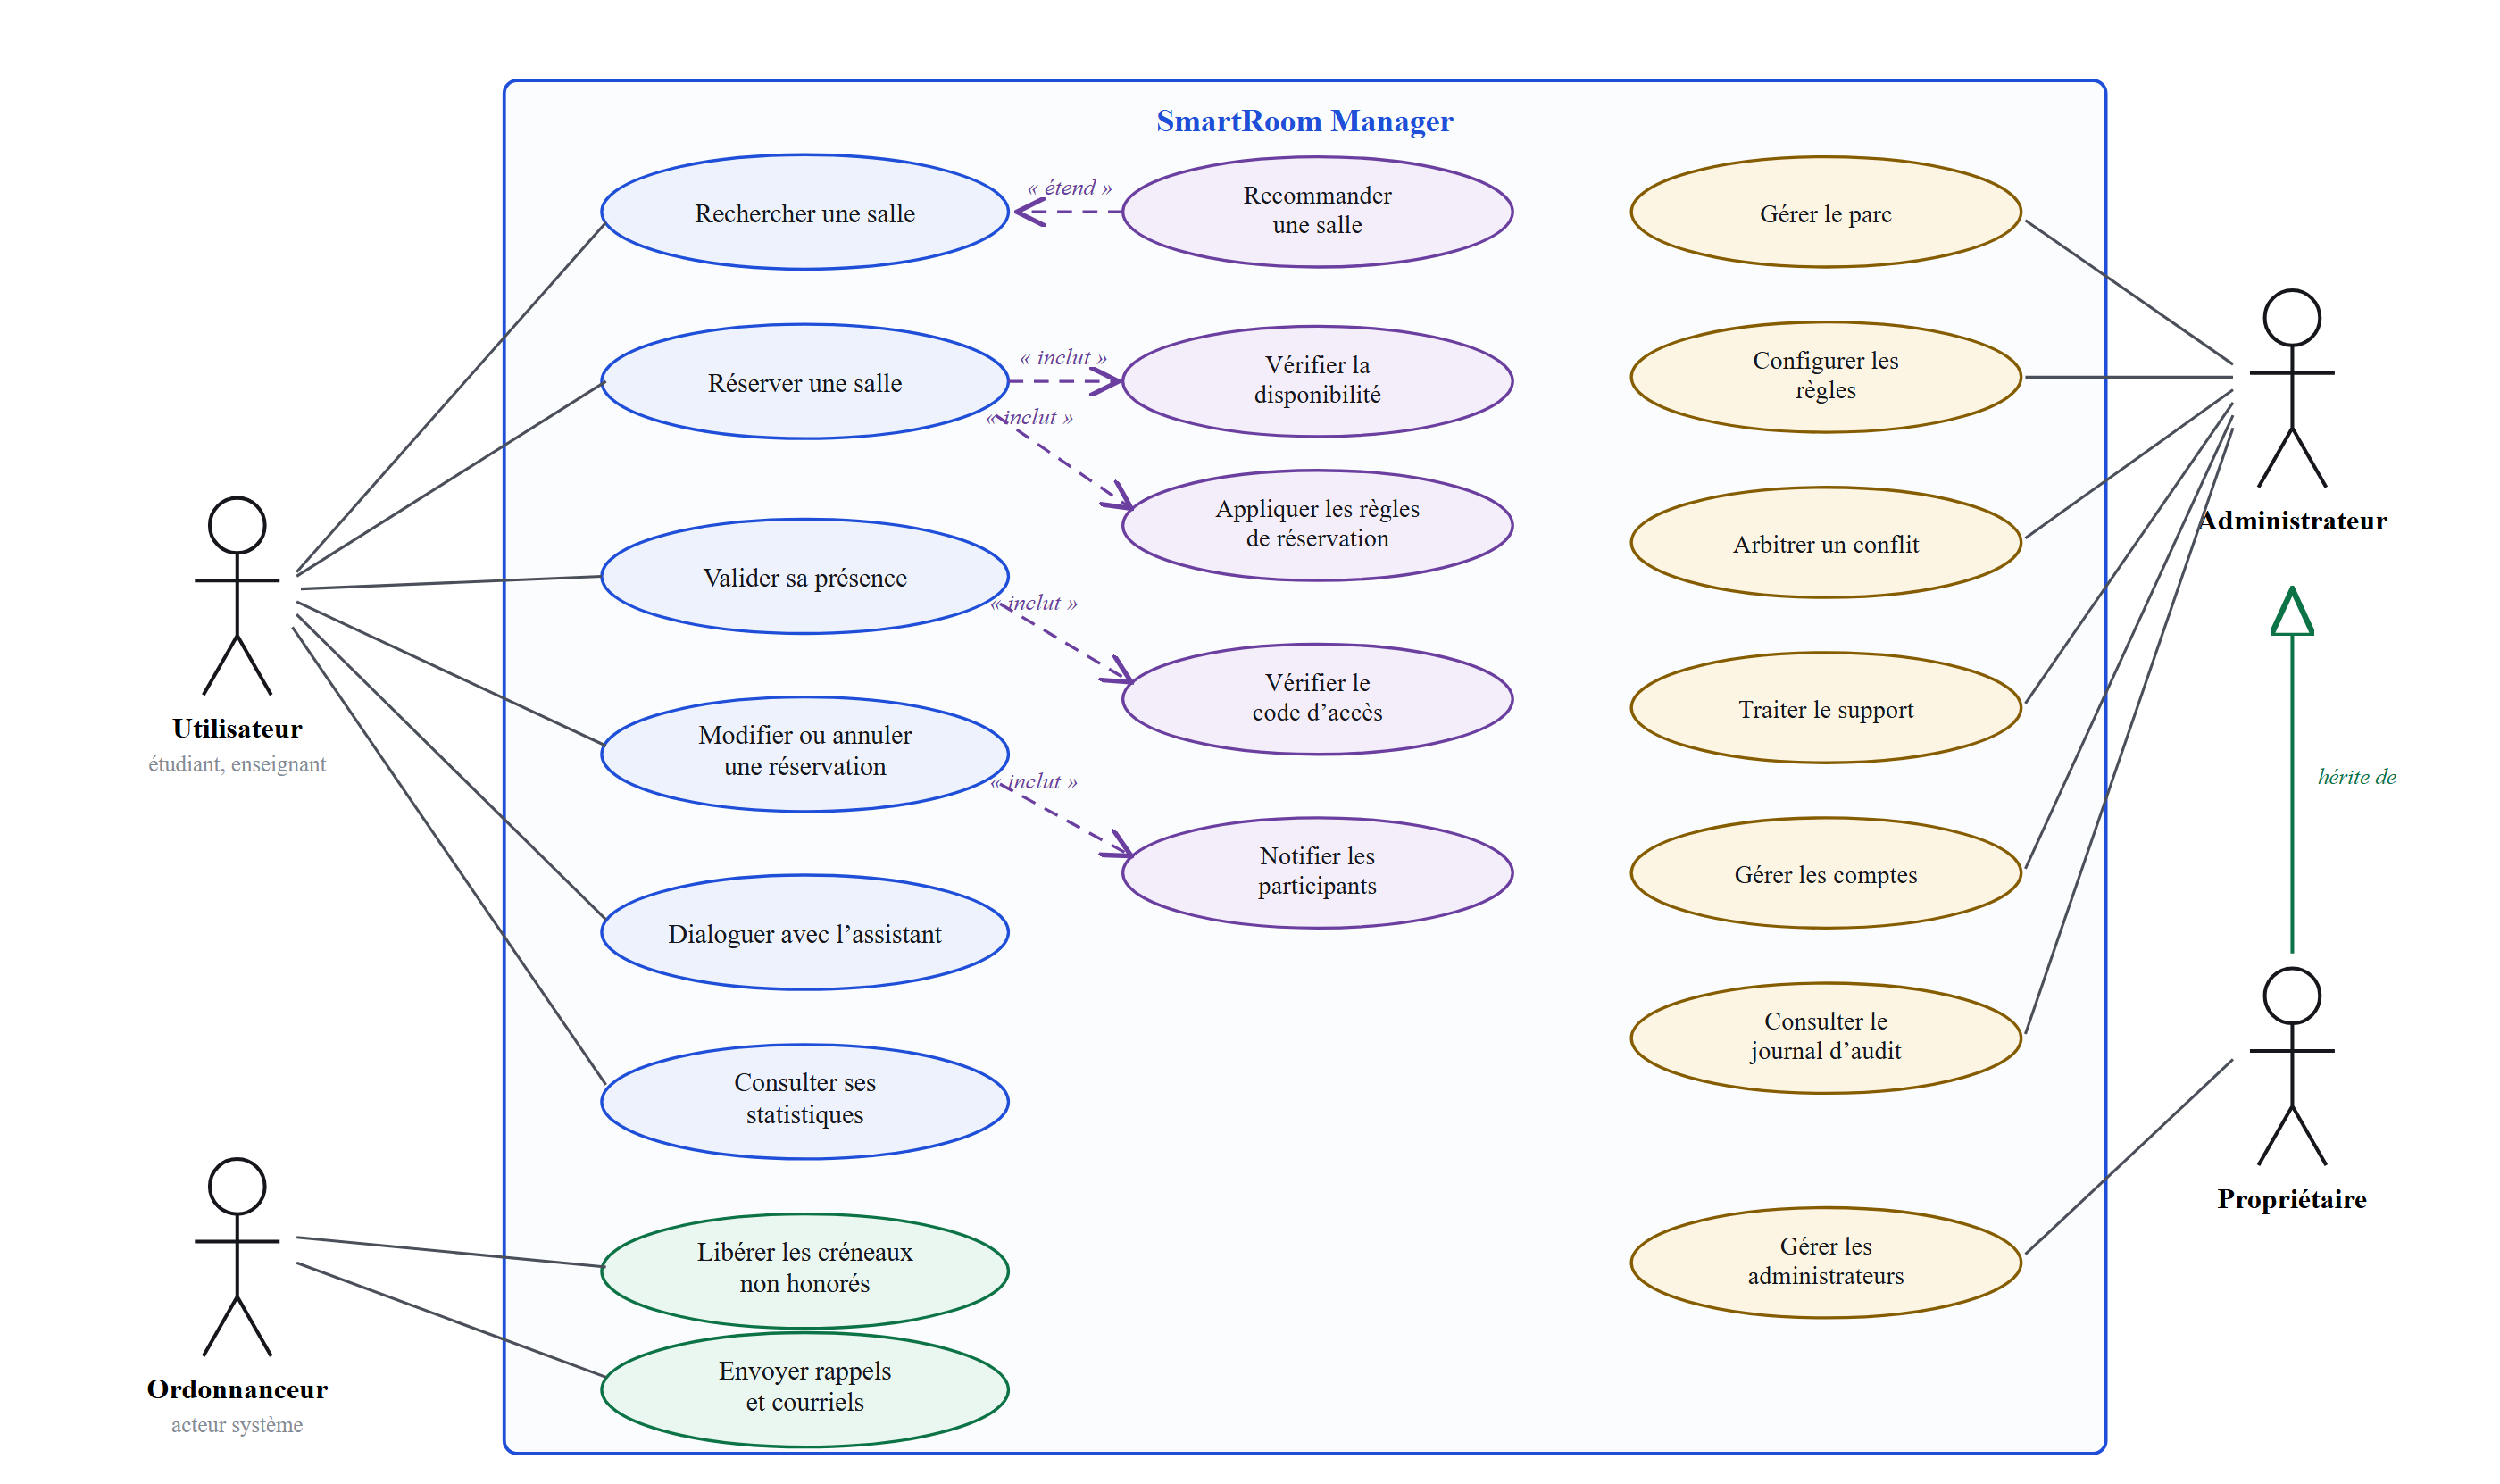 SmartRoom Manager
Rechercher une salle
« étend »
Recommander
une salle
Gérer le parc
Réserver une salle
« inclut »
Vérifier la
disponibilité
Configurer les
règles
« inclut »
Appliquer les règles
de réservation
Arbitrer un conflit
Administrateur
Valider sa présence
« inclut »
Vérifier le
code d’accès
Traiter le support
Utilisateur
étudiant, enseignant
Modifier ou annuler
une réservation
« inclut »
Notifier les
participants
Gérer les comptes
hérite de
Dialoguer avec l’assistant
Consulter le
journal d’audit
Consulter ses
statistiques
Propriétaire
Libérer les créneaux
non honorés
Gérer les
administrateurs
Envoyer rappels
et courriels
Ordonnanceur
acteur système